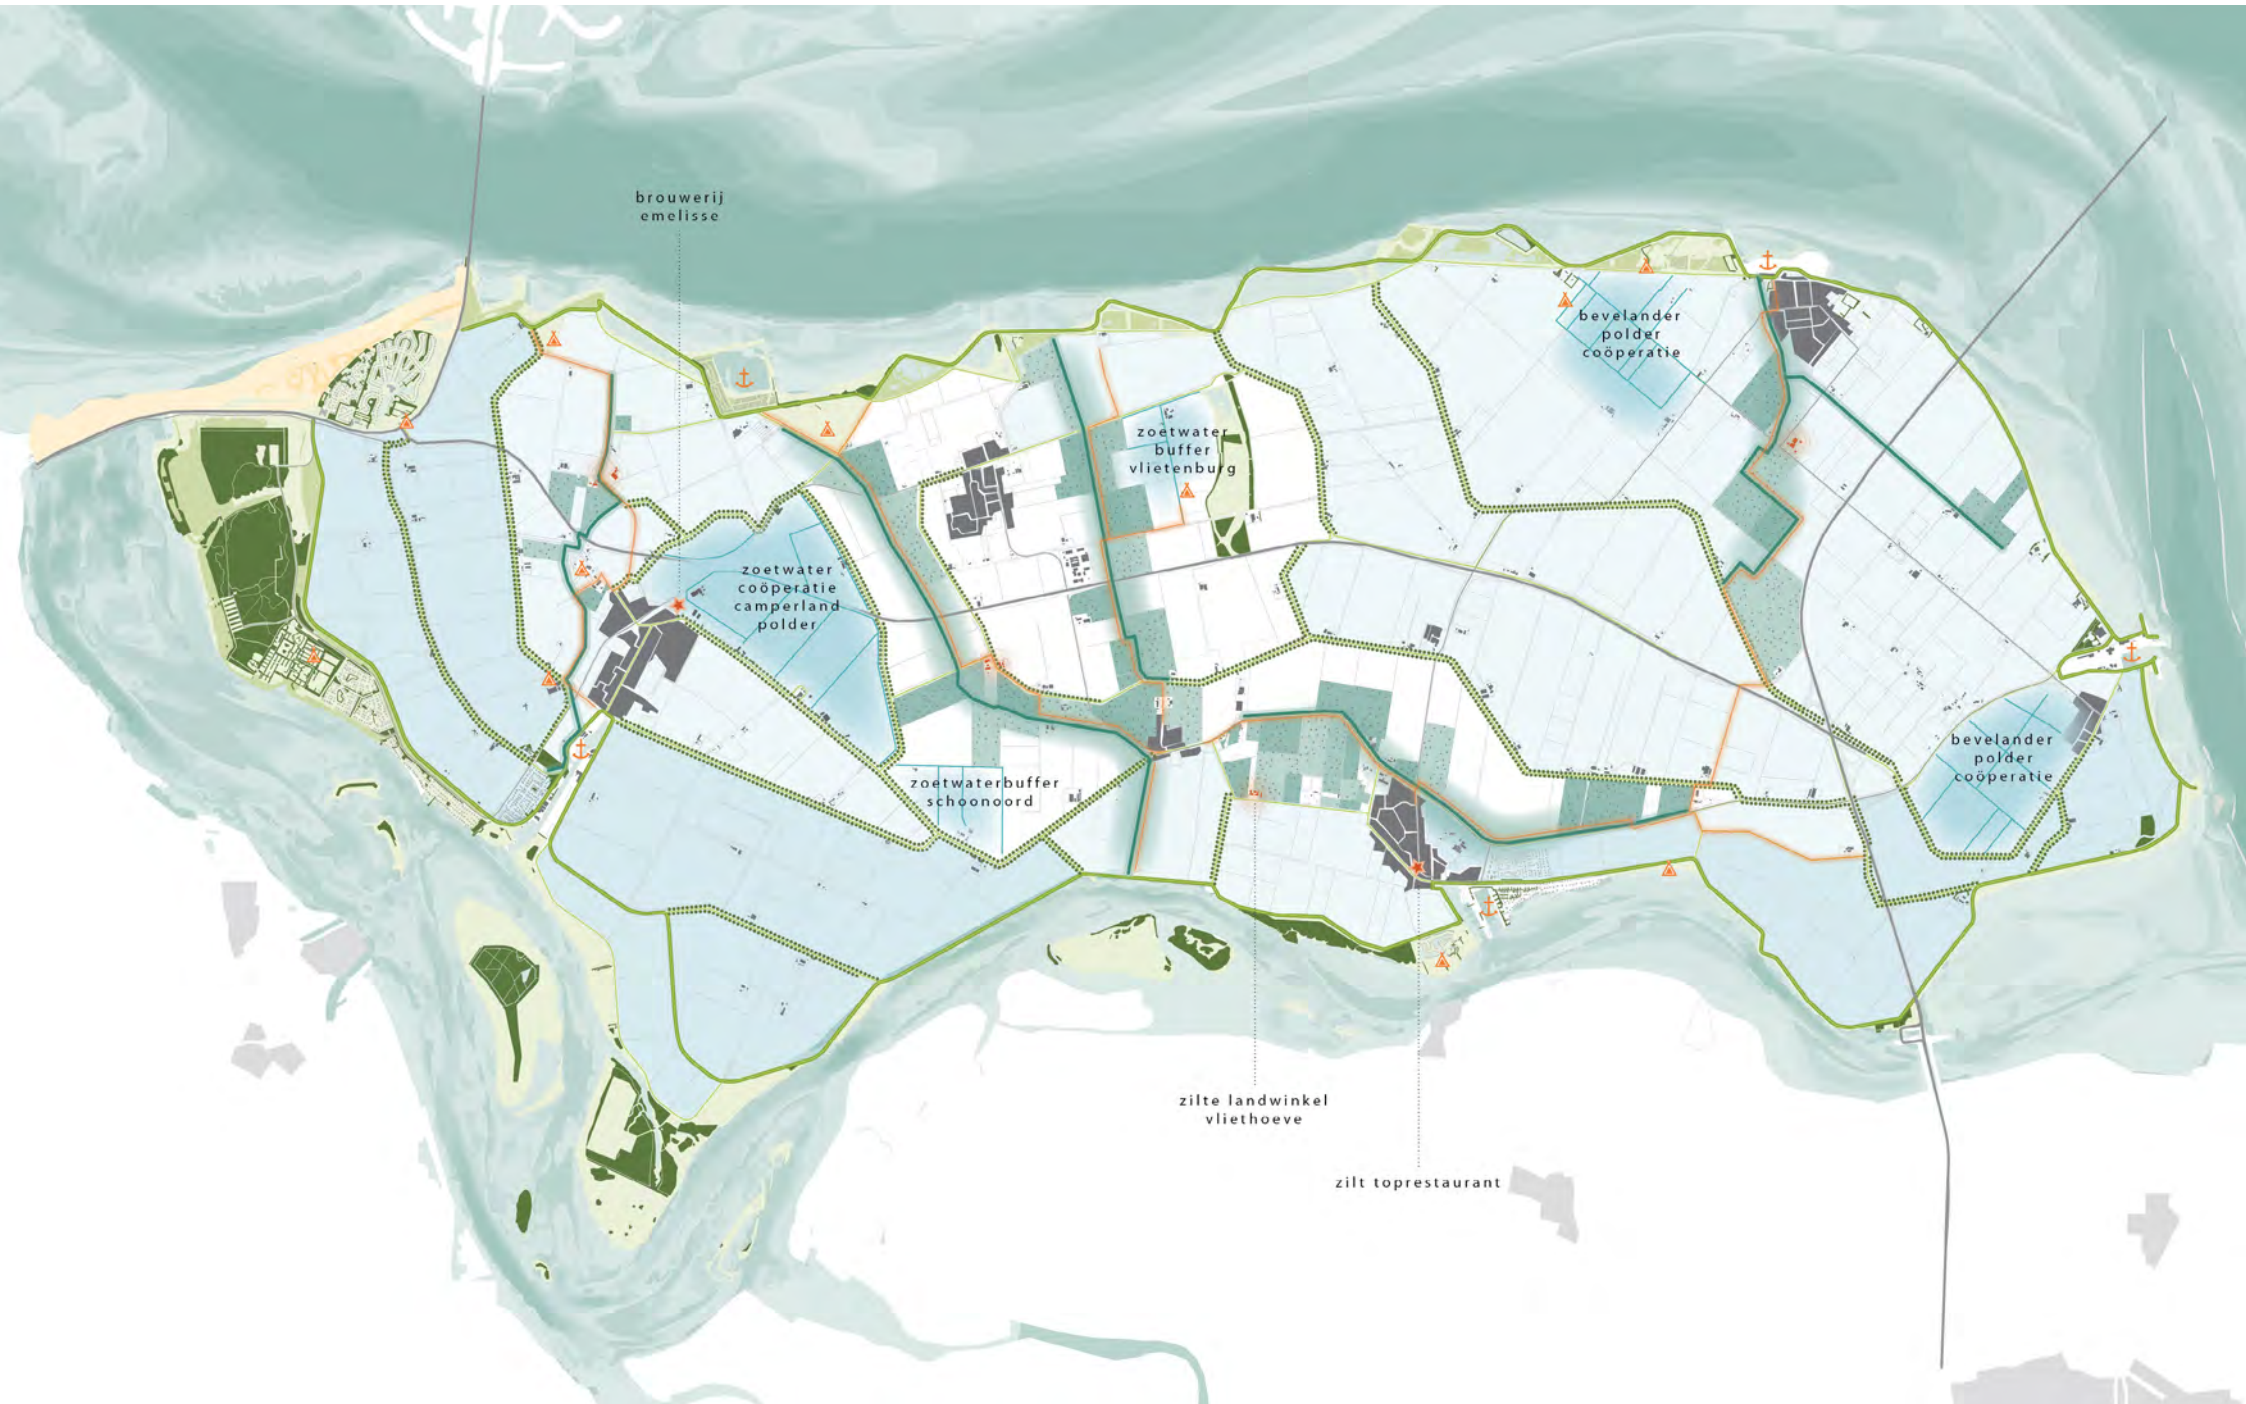 brouwerij
emelisse
bevelander
polder
coöperatie
zoetwater
buffer
vlietenburg
zoetwater
coöperatie
camperland
polder
bevelander
polder
coöperatie
zoetwaterbuffer
schoonoord
zilte landwinkel
vliethoeve
zilt toprestaurant